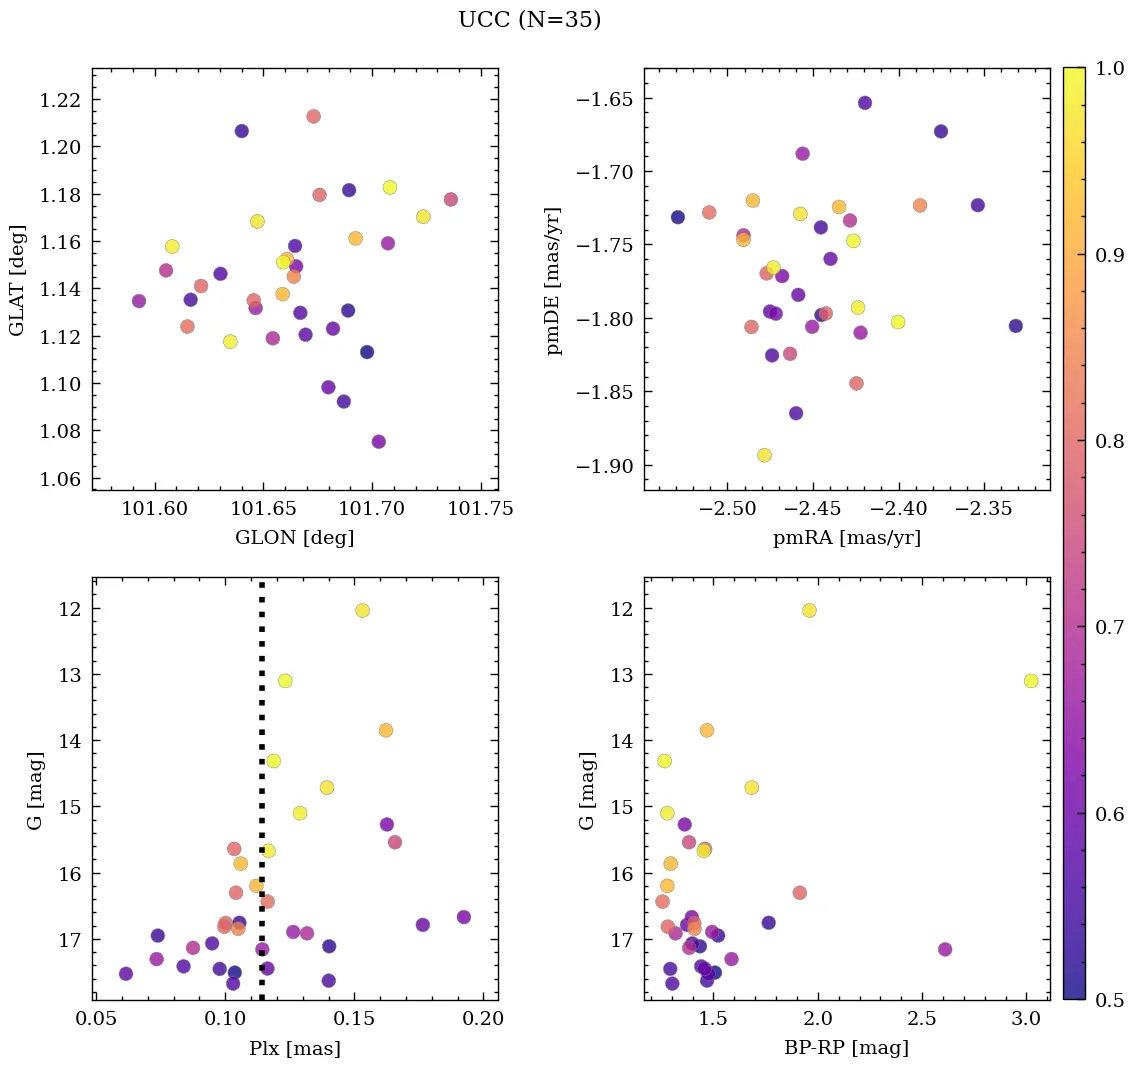 UCC (N=35)
1.22
1.20
1.18
1.16
1.14
1.12
1.10
1.08
1.06
GLAT [deg]
101.60 101.65 101.70 101.75
GLON [deg]
−1.65
−1.70
−1.75
−1.80
−1.85
−1.90
pmDE [mas/yr]
−2.50 −2.45 −2.40 −2.35
pmRA [mas/yr]
12
13
14
15
16
17
G [mag]
0.05 0.10 0.15 0.20
Plx [mas]
12
13
14
15
16
17
G [mag]
1.5 2.0 2.5 3.0
BP-RP [mag]
1.0
0.9
0.8
0.7
0.6
0.5